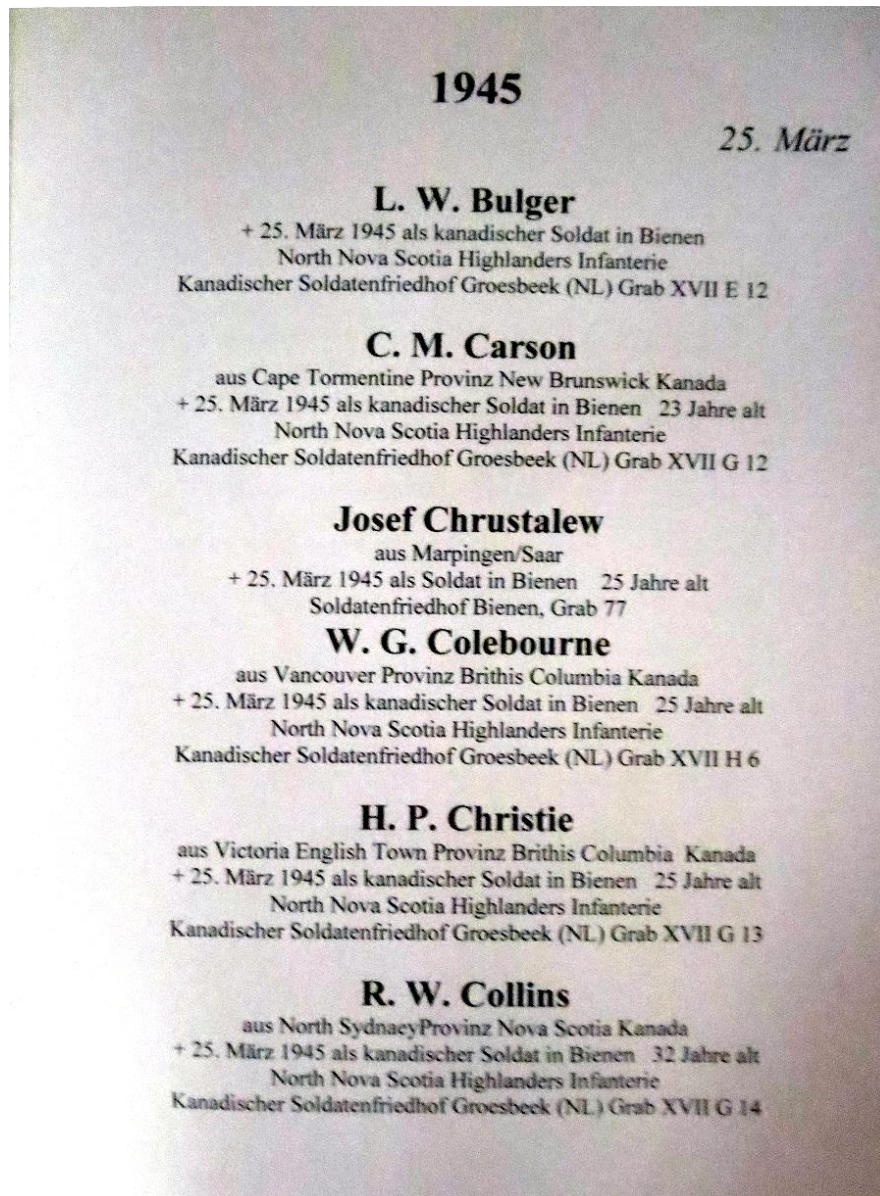 1945
25. März
L. W. Bulger
+ 25. März 1945 als kanadischer Soldat in Bienen
North Nova Scotia Highlanders Infanterie
Kanadischer Soldatenfriedhof Groesbeek (NL) Grab XVII E 12
C. M. Carson
aus Cape Tormentine Provinz New Brunswick Kanada
+ 25. März 1945 als kanadischer Soldat in Bienen 23 Jahre alt
North Nova Scotia Highlanders Infanterie
Kanadischer Soldatenfriedhof Groesbeek (NL) Grab XVII G 12
Josef Chrustalew
aus Marpingen/Saar
+ 25. März 1945 als Soldat in Bienen 25 Jahre alt
Soldatenfriedhof Bienen, Grab 77
W. G. Colebourne
aus Vancouver Provinz Brithis Columbia Kanada
+ 25. März 1945 als kanadischer Soldat in Bienen 25 Jahre alt
North Nova Scotia Highlanders Infanterie
Kanadischer Soldatenfriedhof Groesbeek (NL) Grab XVII H 6
H. P. Christie
aus Victoria English Town Provinz Brithis Columbia Kanada
+ 25. März 1945 als kanadischer Soldat in Bienen 25 Jahre alt
North Nova Scotia Highlanders Infanterie
Kanadischer Soldatenfriedhof Groesbeek (NL) Grab XVII G 13
R. W. Collins
aus North SydnaeyProvinz Nova Scotia Kanada
+ 25. März 1945 als kanadischer Soldat in Bienen 32 Jahre alt
North Nova Scotia Highlanders Infanterie
Kanadischer Soldatenfriedhof Groesbeek (NL) Grab XVII G 14